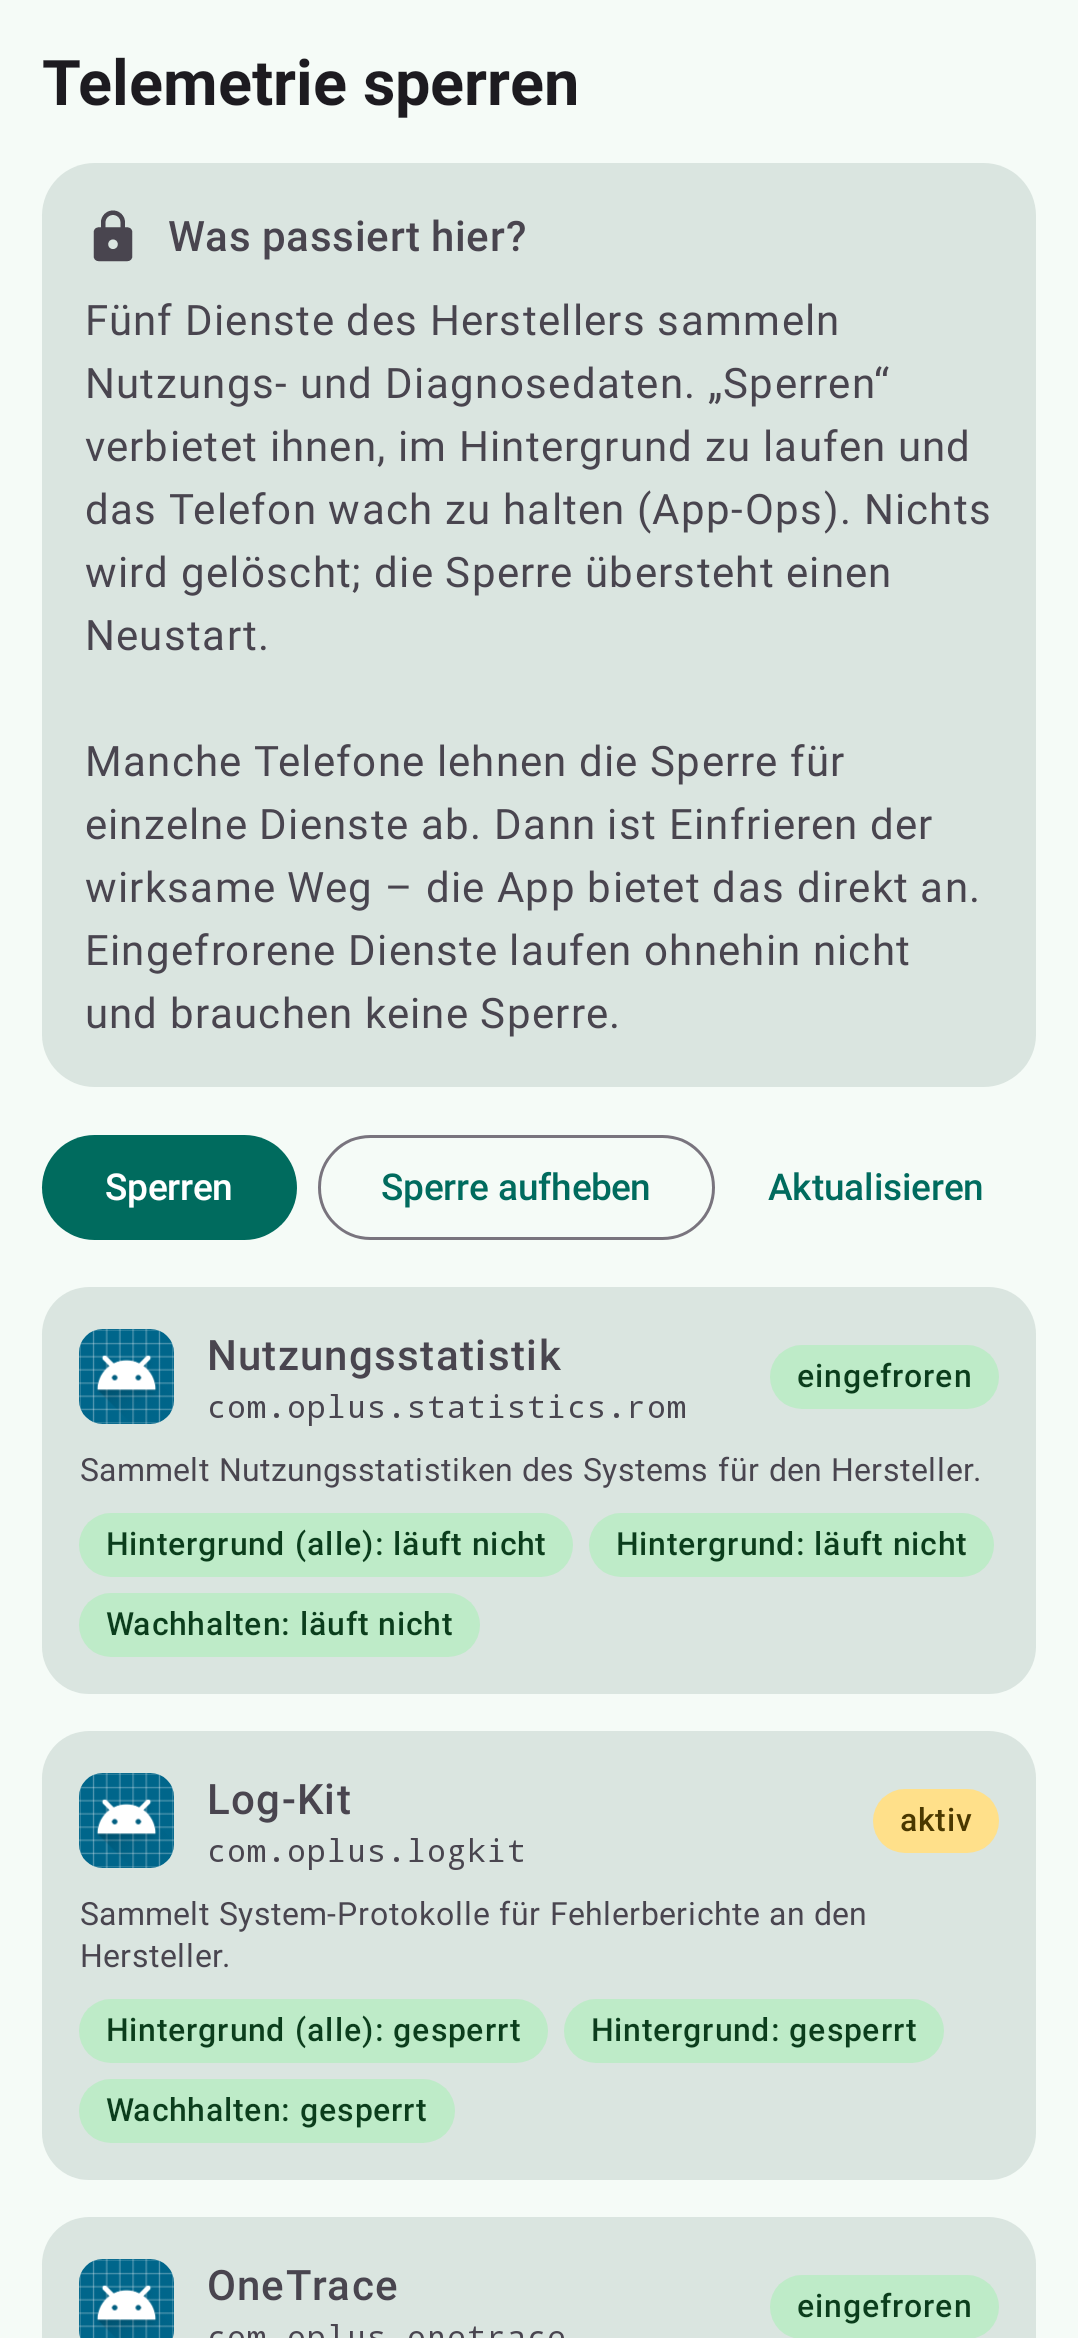 Telemetrie sperren
Was passiert hier?
Fünf Dienste des Herstellers sammeln
Nutzungs- und Diagnosedaten. „Sperren“
verbietet ihnen, im Hintergrund zu laufen und
das Telefon wach zu halten (App-Ops). Nichts
wird gelöscht; die Sperre übersteht einen
Neustart.
Manche Telefone lehnen die Sperre für
einzelne Dienste ab. Dann ist Einfrieren der
wirksame Weg – die App bietet das direkt an.
Eingefrorene Dienste laufen ohnehin nicht
und brauchen keine Sperre.
Sperren
Sperre aufheben
Aktualisieren
Nutzungsstatistik
eingefroren
com.oplus.statistics.rom
Sammelt Nutzungsstatistiken des Systems für den Hersteller.
Hintergrund (alle): läuft nicht
Hintergrund: läuft nicht
Wachhalten: läuft nicht
Log-Kit
aktiv
com.oplus.logkit
Sammelt System-Protokolle für Fehlerberichte an den
Hersteller.
Hintergrund (alle): gesperrt
Hintergrund: gesperrt
Wachhalten: gesperrt
OneTrace
eingefroren
com.oplus.onetrace